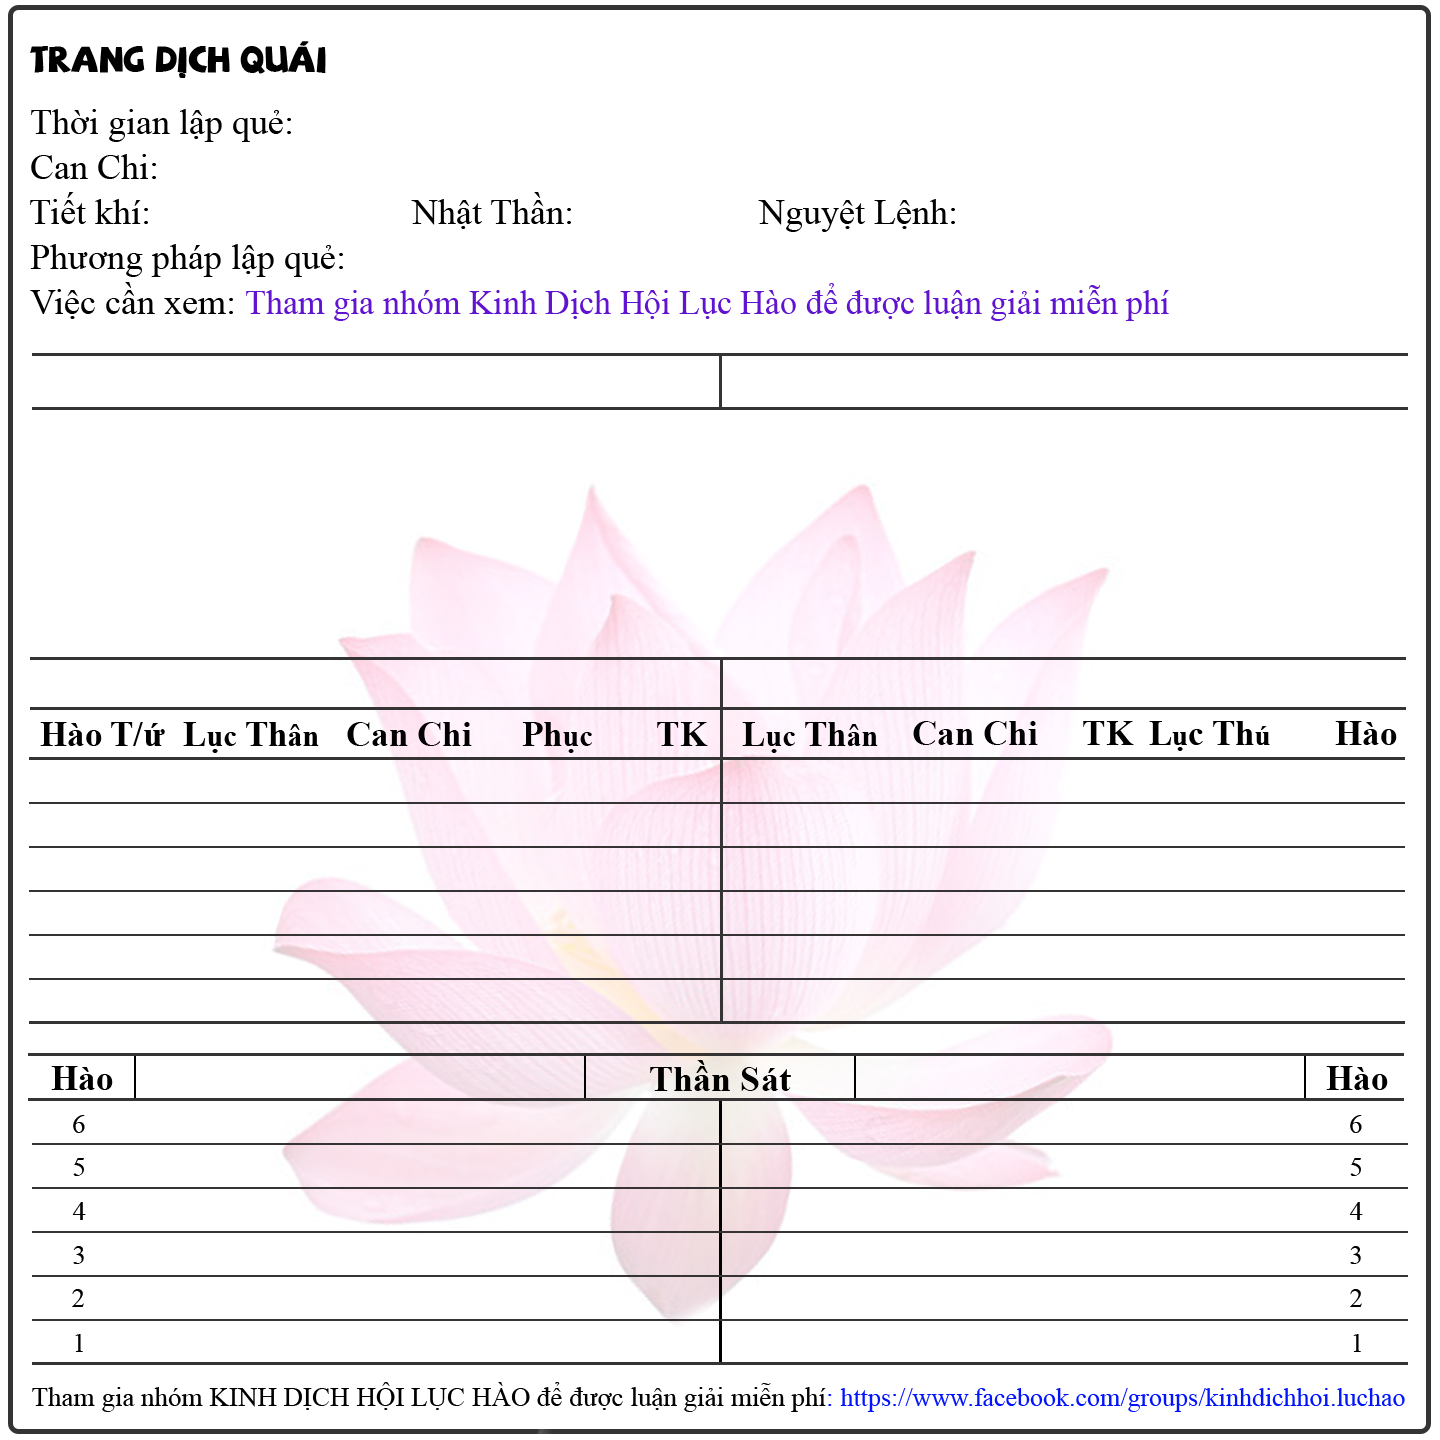 TRANG DỊCH QUÁI
Thời gian lập quẻ:
Can Chi:
Tiết khí: Nhật Thần: Nguyệt Lệnh:
Phương pháp lập quẻ:
Việc cần xem: Tham gia nhóm Kinh Dịch Hội Lục Hào để được luận giải miễn phí
Hào T/ứ Lục Thân Can Chi Phục TK Lục Thân Can Chi TK Lục Thú Hào
Hào Thần Sát Hào
6 6
5 5
4 4
3 3
2 2
1 1
Tham gia nhóm KINH DỊCH HỘI LỤC HÀO để được luận giải miễn phí: https://www.facebook.com/groups/kinhdichhoi.luchao